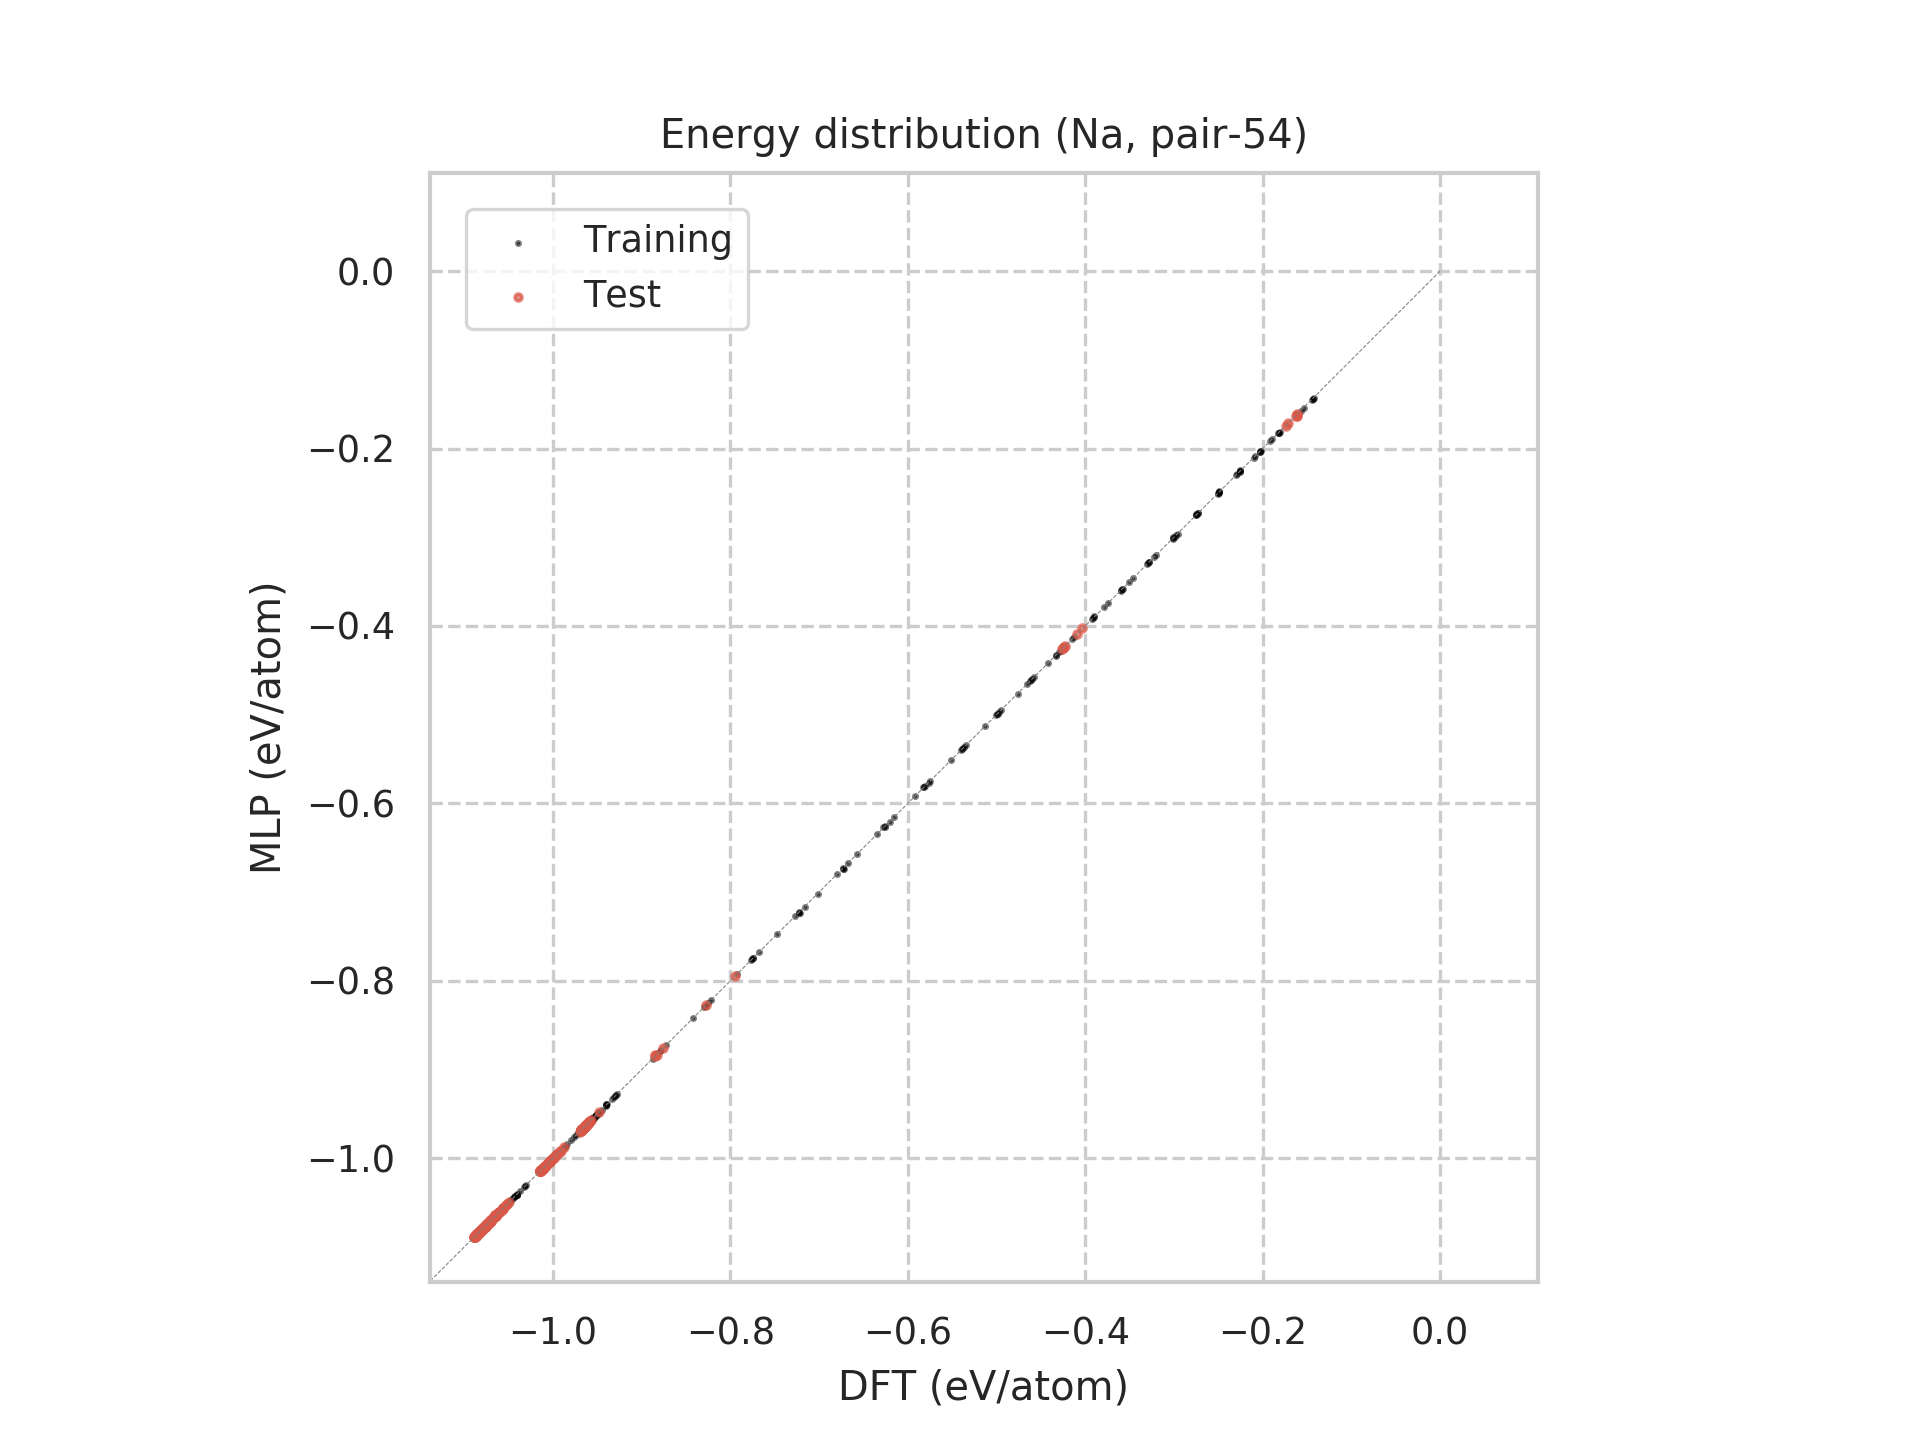 Energy distribution (Na, pair-54)
Training
Test
0.0
−0.2
−0.4
−0.6
−0.8
−1.0
MLP (eV/atom)
−1.0 −0.8 −0.6 −0.4 −0.2 0.0
DFT (eV/atom)